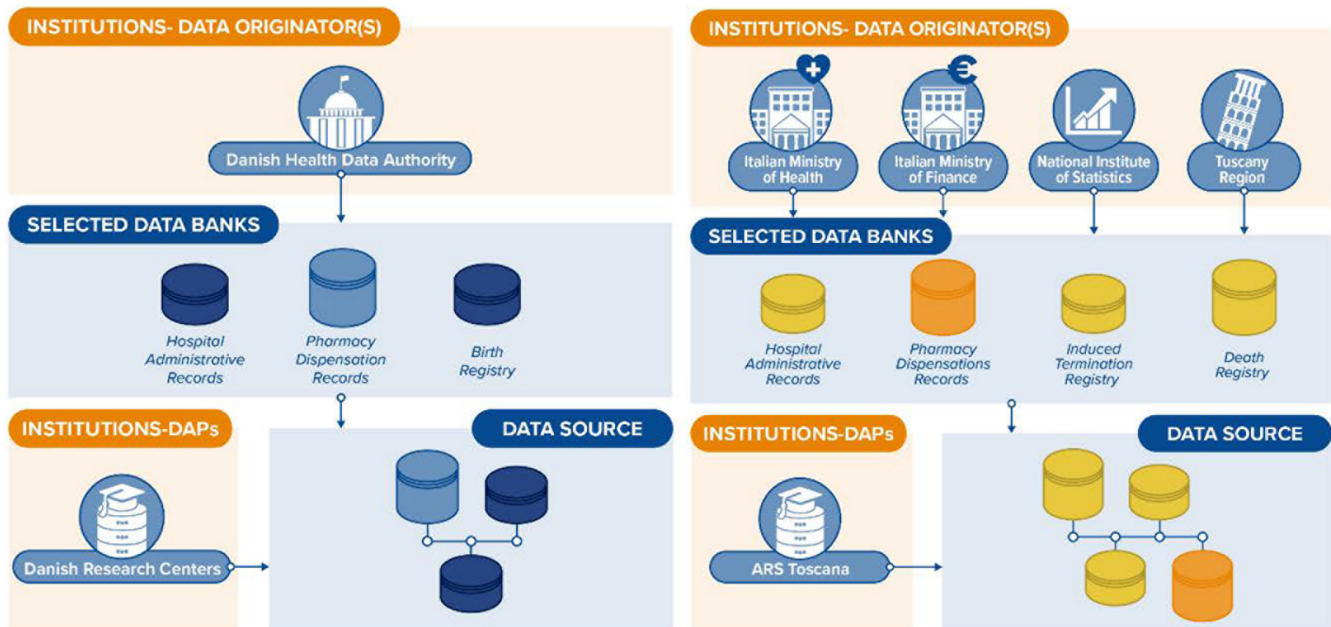 INSTITUTIONS- DATA ORIGINATOR(S)
Danish Health Data Authority
SELECTED DATA BANKS
Hospital
Administrative
Records
Pharmacy
Dispensation
Records
Birth
Registry
INSTITUTIONS-DAPs
Danish Research Centers
DATA SOURCE
INSTITUTIONS- DATA ORIGINATOR(S)
Italian Ministry
of Health
€
Italian Ministry
of Finance
National Institute
of Statistics
Tuscany
Region
SELECTED DATA BANKS
Hospital
Administrative
Records
Pharmacy
Dispensations
Records
Induced
Termination
Registry
Death
Registry
INSTITUTIONS-DAPs
ARS Toscana
DATA SOURCE